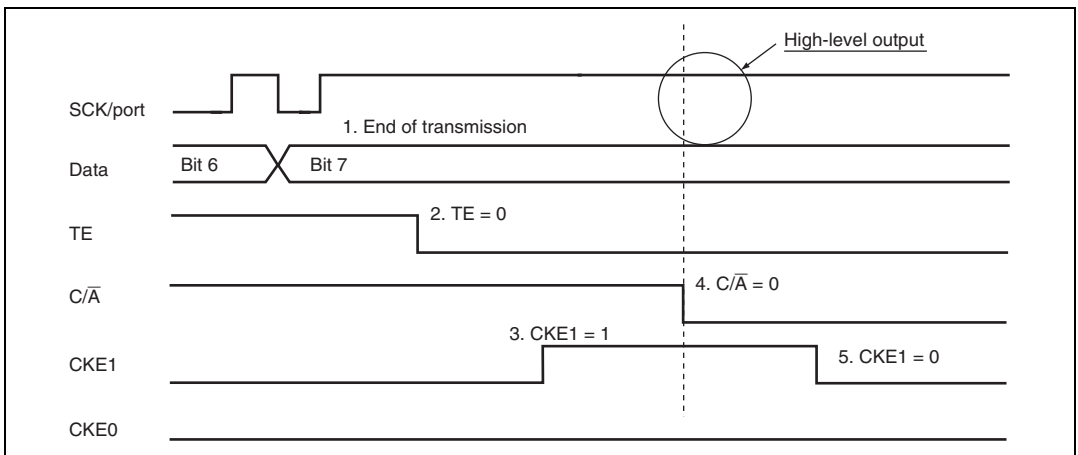 High-level output
SCK/port
1. End of transmission
Data
Bit 6
Bit 7
TE
2. TE = 0
C/A̅
4. C/A̅ = 0
3. CKE1 = 1
CKE1
5. CKE1 = 0
CKE0